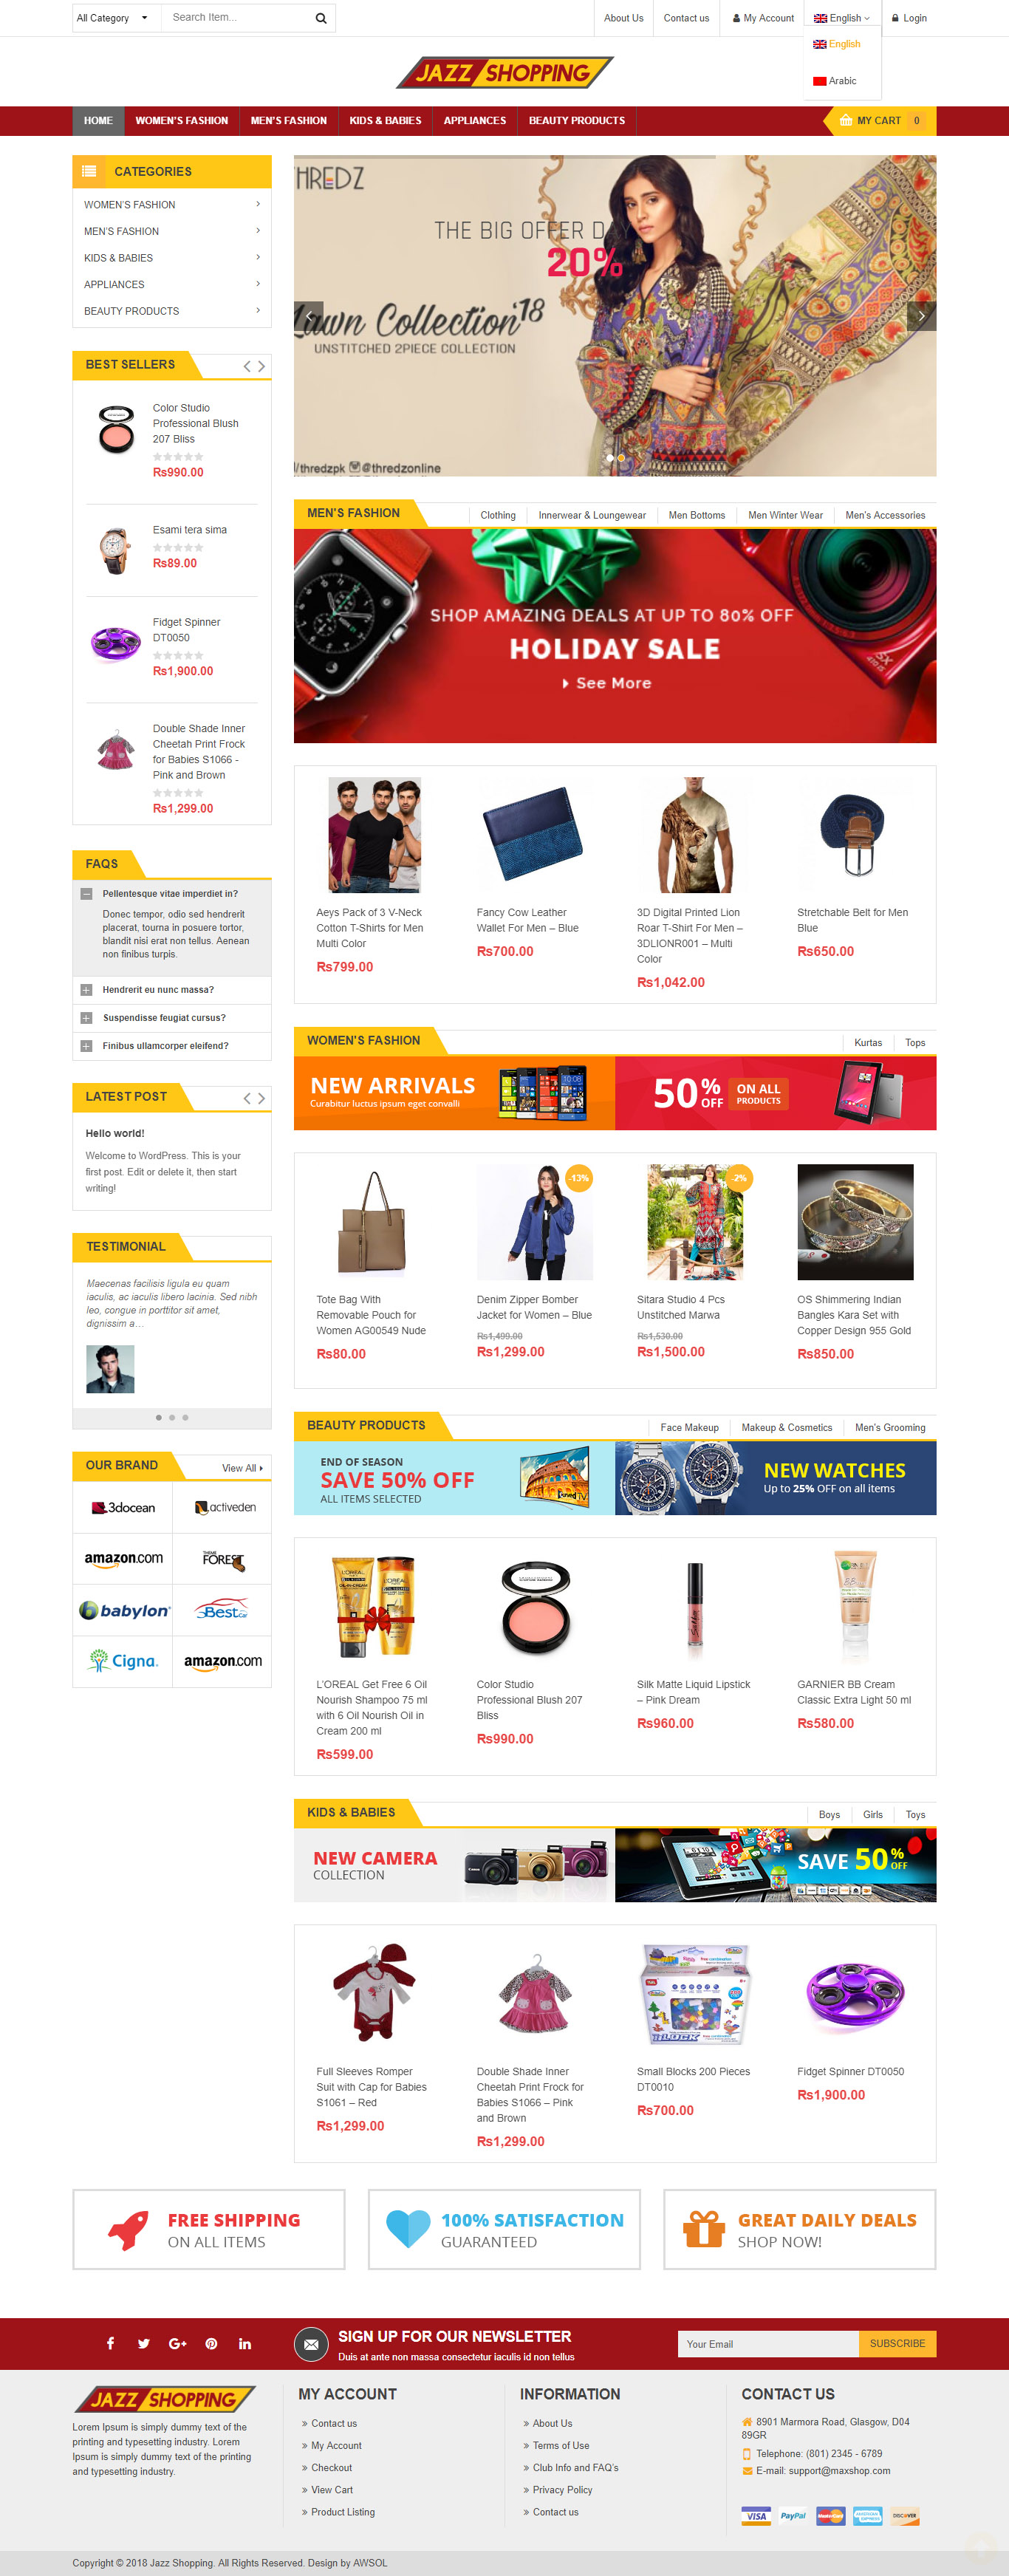 All Category
Search Item...
About Us
Contact us
My Account
English
Login
English
Arabic
JAZZ SHOPPING
HOME
WOMEN'S FASHION
MEN'S FASHION
KIDS & BABIES
APPLIANCES
BEAUTY PRODUCTS
MY CART 0
CATEGORIES
WOMEN'S FASHION
MEN'S FASHION
KIDS & BABIES
APPLIANCES
BEAUTY PRODUCTS
BEST SELLERS
Color Studio
Professional Blush
207 Bliss
₨990.00
Esami tera sima
₨89.00
Fidget Spinner
DT0050
₨1,900.00
Double Shade Inner
Cheetah Print Frock
for Babies S1066 -
Pink and Brown
₨1,299.00
FAQS
Pellentesque vitae imperdiet in?
Donec tempor, odio sed hendrerit
placerat, tourna in posuere tortor,
blandit nisi erat non tellus. Aenean
non finibus turpis.
Hendrerit eu nunc massa?
Suspendisse feugiat cursus?
Finibus ullamcorper eleifend?
LATEST POST
Hello world!
Welcome to WordPress. This is your
first post. Edit or delete it, then start
writing!
TESTIMONIAL
Maecenas facilisis ligula eu quam
iaculis, ac iaculis libero lacinia. Sed nibh
leo, congue in porttitor sit amet,
dignissim a…
OUR BRAND
View All
3docean
activeden
amazon.com
THEME
FOREST
babylon
Best
Cigna.
amazon.com
HREDZ
THE BIG OFFER DAY
20%
Lawn Collection'18
UNSTITCHED 2PIECE COLLECTION
/thredzpk @thredzonline
MEN'S FASHION
Clothing
Innerwear & Loungewear
Men Bottoms
Men Winter Wear
Men's Accessories
SHOP AMAZING DEALS AT UP TO 80% OFF
HOLIDAY SALE
See More
Aeys Pack of 3 V-Neck
Cotton T-Shirts for Men
Multi Color
₨799.00
Fancy Cow Leather
Wallet For Men – Blue
₨700.00
3D Digital Printed Lion
Roar T-Shirt For Men –
3DLIONR001 – Multi
Color
₨1,042.00
Stretchable Belt for Men
Blue
₨650.00
WOMEN'S FASHION
Kurtas
Tops
NEW ARRIVALS
Curabitur luctus ipsum eget convalli
50% OFF
ON ALL
PRODUCTS
Tote Bag With
Removable Pouch for
Women AG00549 Nude
₨80.00
-13%
Denim Zipper Bomber
Jacket for Women – Blue
₨1,499.00
₨1,299.00
-2%
Sitara Studio 4 Pcs
Unstitched Marwa
₨1,530.00
₨1,500.00
OS Shimmering Indian
Bangles Kara Set with
Copper Design 955 Gold
₨850.00
BEAUTY PRODUCTS
Face Makeup
Makeup & Cosmetics
Men's Grooming
END OF SEASON
SAVE 50% OFF
ALL ITEMS SELECTED
NEW WATCHES
Up to 25% OFF on all items
L'OREAL Get Free 6 Oil
Nourish Shampoo 75 ml
with 6 Oil Nourish Oil in
Cream 200 ml
₨599.00
Color Studio
Professional Blush 207
Bliss
₨990.00
Silk Matte Liquid Lipstick
– Pink Dream
₨960.00
GARNIER BB Cream
Classic Extra Light 50 ml
₨580.00
KIDS & BABIES
Boys
Girls
Toys
NEW CAMERA
COLLECTION
SAVE 50% OFF
BLOCK
Full Sleeves Romper
Suit with Cap for Babies
S1061 – Red
₨1,299.00
Double Shade Inner
Cheetah Print Frock for
Babies S1066 – Pink
and Brown
₨1,299.00
Small Blocks 200 Pieces
DT0010
₨700.00
Fidget Spinner DT0050
₨1,900.00
FREE SHIPPING
ON ALL ITEMS
100% SATISFACTION
GUARANTEED
GREAT DAILY DEALS
SHOP NOW!
SIGN UP FOR OUR NEWSLETTER
Duis at ante non massa consectetur iaculis id non tellus
Your Email
SUBSCRIBE
JAZZ SHOPPING
Lorem Ipsum is simply dummy text of the
printing and typesetting industry. Lorem
Ipsum is simply dummy text of the printing
and typesetting industry.
MY ACCOUNT
» Contact us
» My Account
» Checkout
» View Cart
» Product Listing
INFORMATION
» About Us
» Terms of Use
» Club Info and FAQ's
» Privacy Policy
» Contact us
CONTACT US
8901 Marmora Road, Glasgow, D04
89GR
Telephone: (801) 2345 - 6789
E-mail: support@maxshop.com
VISA
PayPal
MasterCard
AMERICAN EXPRESS
DISCOVER
Copyright © 2018 Jazz Shopping. All Rights Reserved. Design by AWSOL